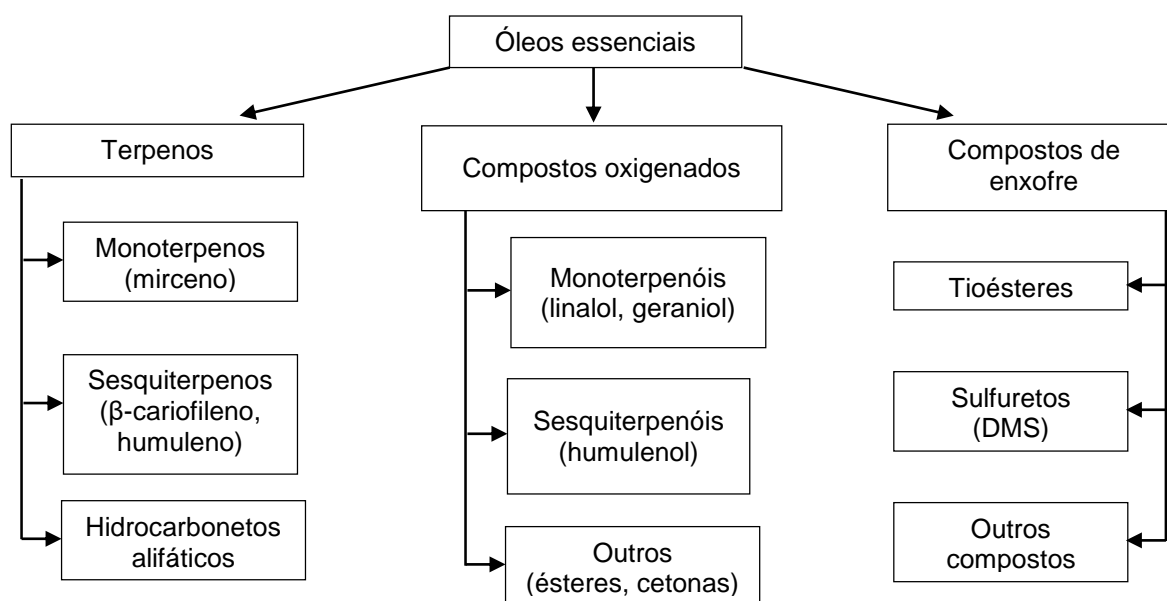 Óleos essenciais
Terpenos
Monoterpenos
(mirceno)
Sesquiterpenos
(β-cariofileno,
humuleno)
Hidrocarbonetos
alifáticos
Compostos oxigenados
Monoterpenóis
(linalol, geraniol)
Sesquiterpenóis
(humulenol)
Outros
(ésteres, cetonas)
Compostos de
enxofre
Tioésteres
Sulfuretos
(DMS)
Outros
compostos